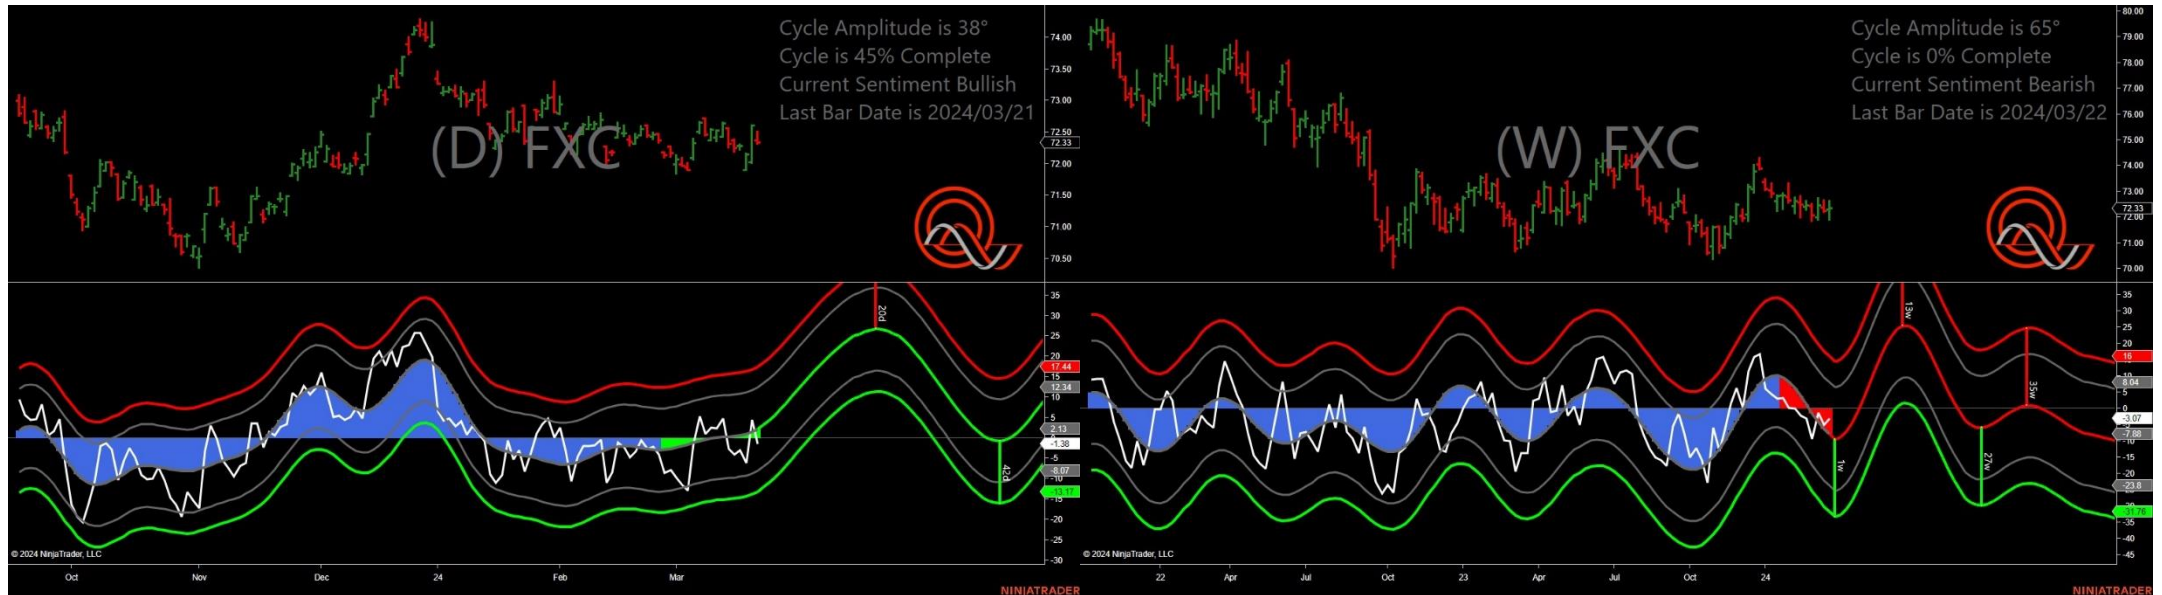 Cycle Amplitude is 38°
Cycle is 45% Complete
Current Sentiment Bullish
Last Bar Date is 2024/03/21
(D) FXC
74.00
73.50
73.00
72.50
72.33
72.00
71.50
71.00
70.50
20d
42d
35
30
25
20
17.44
15
12.34
10
5
2.13
-1.38
-5
-8.07
-13.17
-15
-20
-25
-30
© 2024 NinjaTrader, LLC
Oct
Nov
Dec
24
Feb
Mar
NINJATRADER
Cycle Amplitude is 65°
Cycle is 0% Complete
Current Sentiment Bearish
Last Bar Date is 2024/03/22
(W) FXC
80.00
79.00
78.00
77.00
76.00
75.00
74.00
73.00
72.33
72.00
71.00
70.00
13w
35w
1w
27w
35
30
25
20
16
8.04
5
0
-3.07
-7.88
-10
-15
-20
-23.8
-31.76
-35
-40
-45
© 2024 NinjaTrader, LLC
22
Apr
Jul
Oct
23
Apr
Jul
Oct
24
NINJATRADER